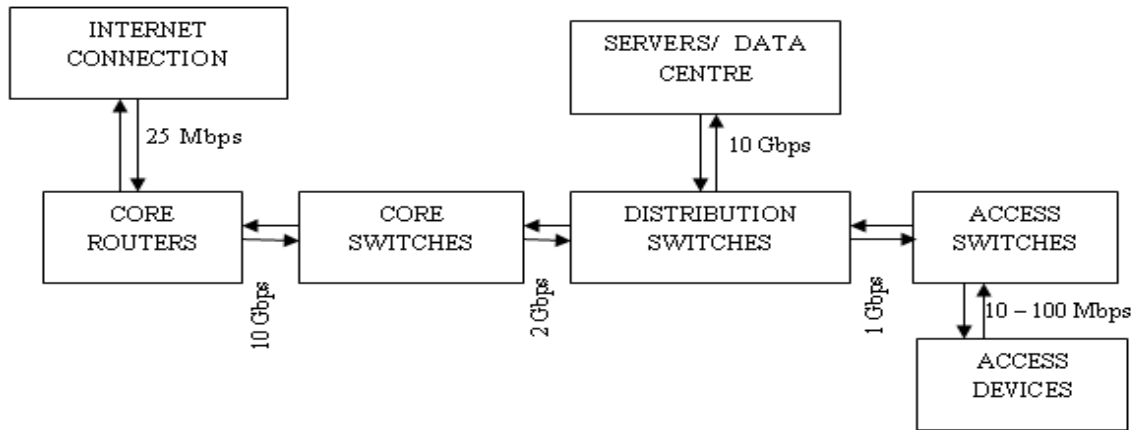 INTERNET
CONNECTION
SERVERS/ DATA
CENTRE
25 Mbps
10 Gbps
CORE
ROUTERS
CORE
SWITCHES
DISTRIBUTION
SWITCHES
ACCESS
SWITCHES
10 Gbps
2 Gbps
1 Gbps
10 – 100 Mbps
ACCESS
DEVICES